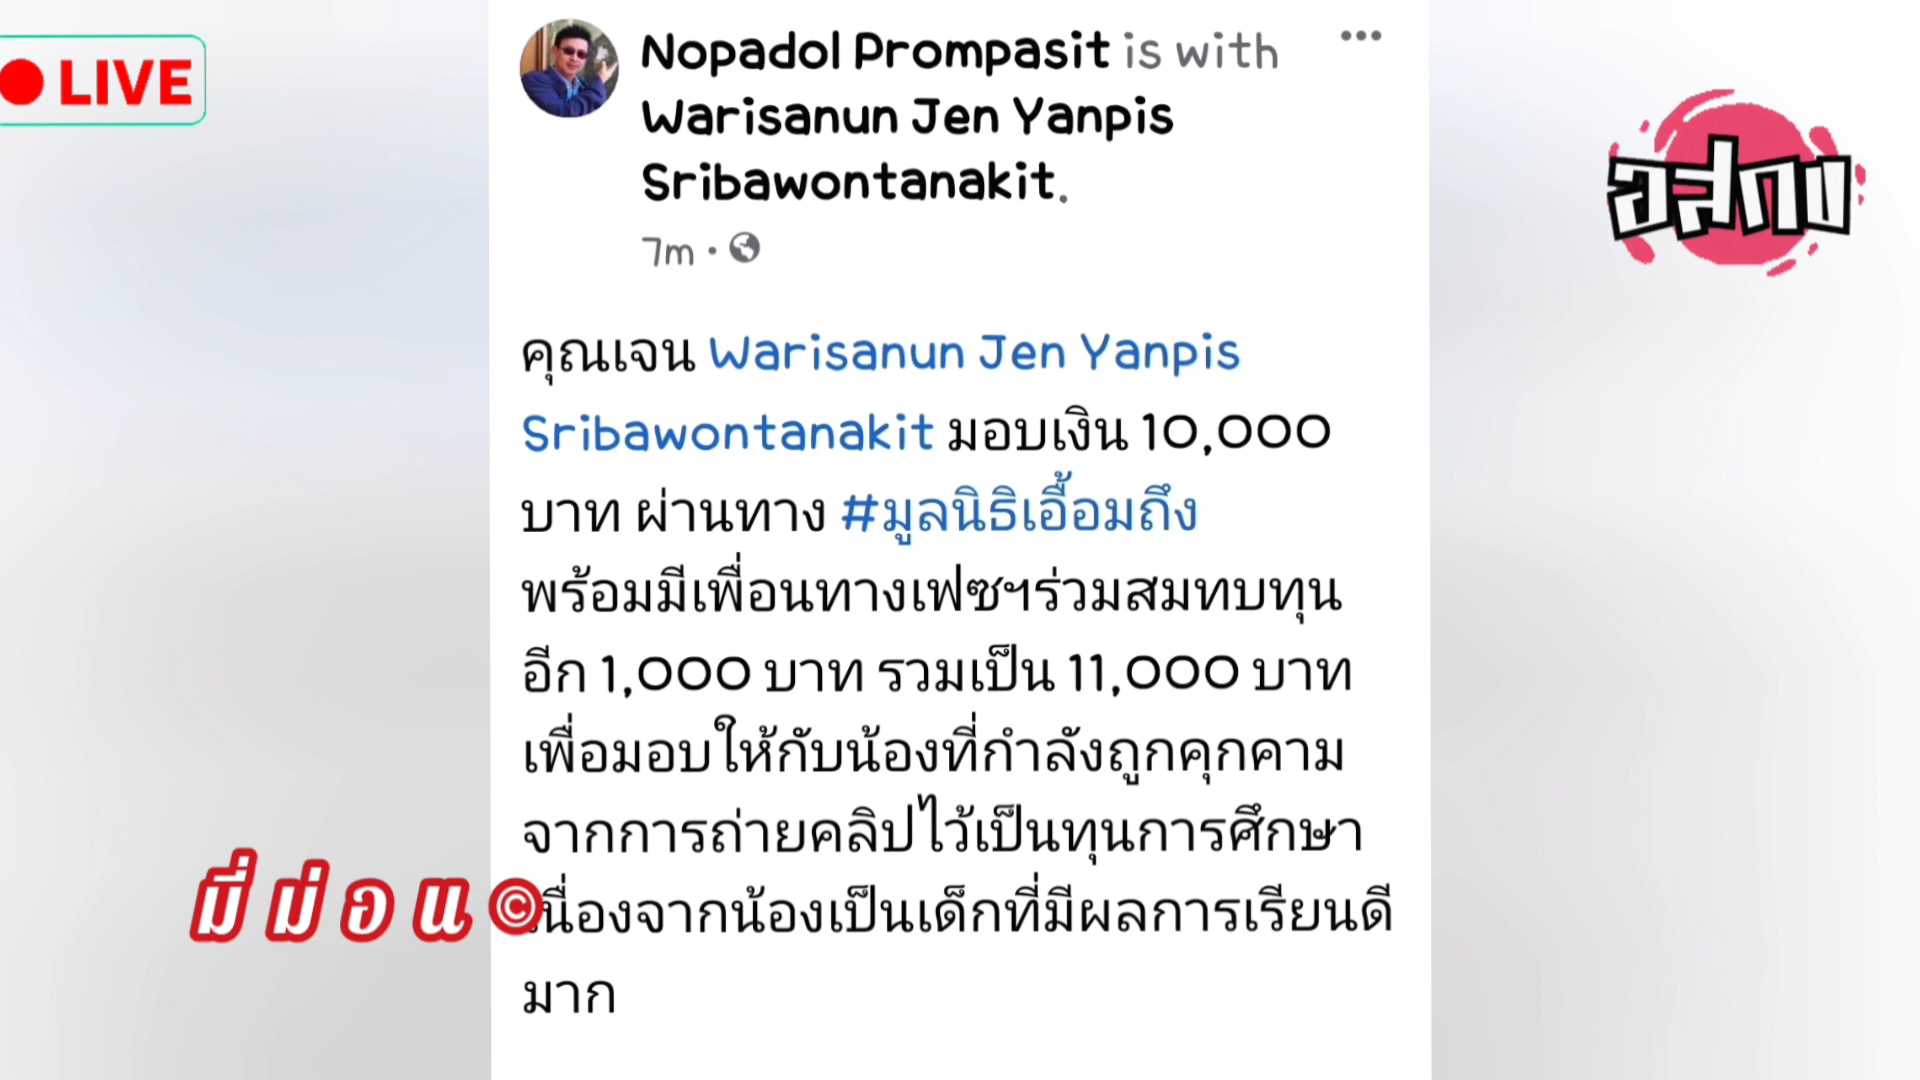 LIVE
Nopadol Prompasit is with
Warisanun Jen Yanpis
Sribawontanakit.
7m
อสกง
คุณเจน Warisanun Jen Yanpis
Sribawontanakit มอบเงิน 10,000
บาท ผ่านทาง #มูลนิธิเอื้อมถึง
พร้อมมีเพื่อนทางเฟซฯร่วมสมทบทุน
อีก 1,000 บาท รวมเป็น 11,000 บาท
เพื่อมอบให้กับน้องที่กำลังถูกคุกคาม
จากการถ่ายคลิปไว้เป็นทุนการศึกษา
เนื่องจากน้องเป็นเด็กที่มีผลการเรียนดี
มาก
มี่ม่อน©